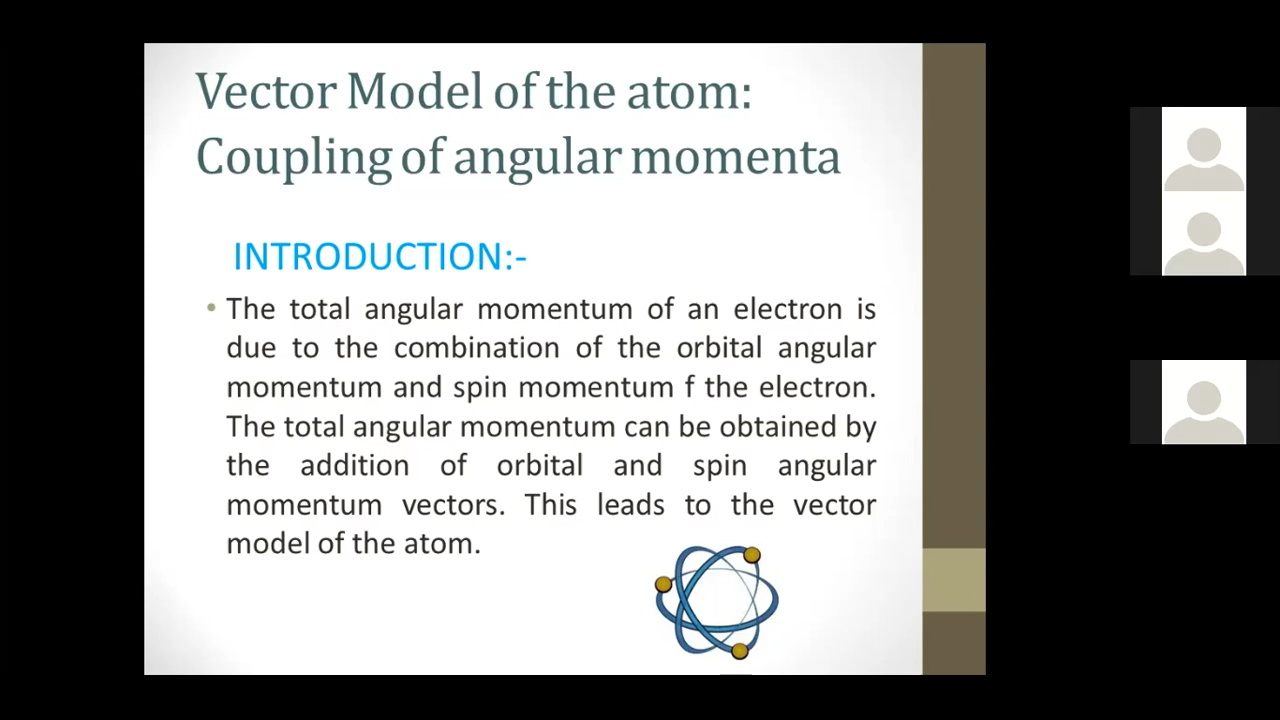 Vector Model of the atom:
Coupling of angular momenta
INTRODUCTION:-
• The total angular momentum of an electron is
due to the combination of the orbital angular
momentum and spin momentum f the electron.
The total angular momentum can be obtained by
the addition of orbital and spin angular
momentum vectors. This leads to the vector
model of the atom.